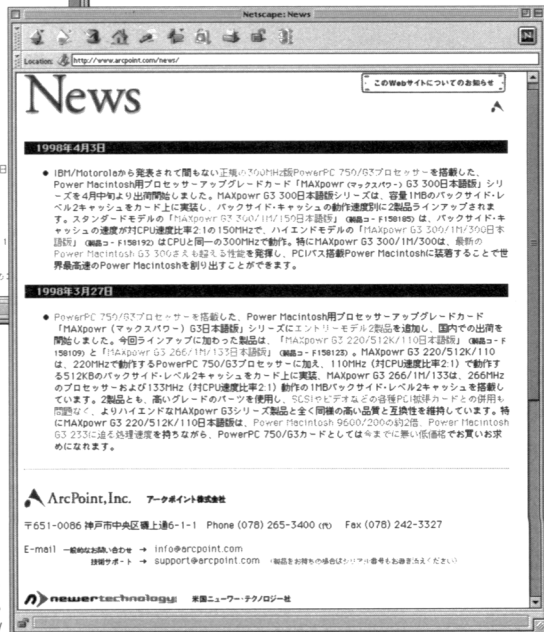 Netscape: News
N
Location: http://www.arcpoint.com/news/
News
このWebサイトについてのお知らせ
1998年4月3日
● IBM/Motorolaから発表されて間もない正規の300MHz版PowerPC 750/G3プロセッサーを搭載した、
Power Macintosh用プロセッサーアップグレードカード「MAXpowr (マックスパワー) G3 300日本語版」シリ
ーズを4月中旬より出荷開始しました。MAXpowr G3 300日本語版シリーズは、容量1MBのバックサイド・レ
ベル2キャッシュをカード上に実装し、バックサイド・キャッシュの動作速度別に2製品ラインアップされま
す。スタンダードモデルの「MAXpowr G3 300/1M/150日本語版」(製品コード F158185) は、バックサイド・キ
ャッシュの速度が対CPU速度比率2:1の150MHzで、ハイエンドモデルの「MAXpowr G3 300/1M/300日本
語版」(製品コード F158192) はCPUと同一の300MHzで動作。特にMAXpowr G3 300/1M/300は、最新の
Power Macintosh G3 300さえも超える性能を発揮し、PCIバス搭載Power Macintoshに装着することで世
界最高速のPower Macintoshを創り出すことができます。
1998年3月27日
● PowerPC 750/G3プロセッサーを搭載した、Power Macintosh用プロセッサーアップグレードカード
「MAXpowr (マックスパワー) G3日本語版」シリーズにエントリーモデル2製品を追加し、国内での出荷を
開始しました。今回ラインアップに加わった製品は、「MAXpowr G3 220/512K/110日本語版」(製品コード F
158109) と「MAXpowr G3 266/1M/133日本語版」(製品コード F158123)。MAXpowr G3 220/512K/110
は、220MHzで動作するPowerPC 750/G3プロセッサーに加え、110MHz (対CPU速度比率2:1) で動作す
る512KBのバックサイド・レベル2キャッシュをカード上に実装、MAXpowr G3 266/1M/133は、266MHz
のプロセッサーおよび133MHz (対CPU速度比率2:1) 動作の1MBバックサイド・レベル2キャッシュを搭載し
ています。2製品とも、高いグレードのパーツを使用し、SCSIやビデオなどの各種PCI拡張カードとの併用も
問題なく、よりハイエンドなMAXpowr G3シリーズ製品と全く同様の高い品質と互換性を維持しています。特
にMAXpowr G3 220/512K/110日本語版は、Power Macintosh 9600/200の約2倍、Power Macintosh
G3 233に迫る処理速度を持ちながら、PowerPC 750/G3カードとしては今までに無い低価格でお買い求
めになれます。
ArcPoint, Inc. アークポイント株式会社
〒651-0086 神戸市中央区磯上通6-1-1 Phone (078) 265-3400 (代) Fax (078) 242-3327
E-mail 一般的なお問い合わせ → info@arcpoint.com
技術サポート → support@arcpoint.com (製品をお持ちの場合はシリアル番号もお書き添えください)
newertechnology 米国ニューワー・テクノロジー社